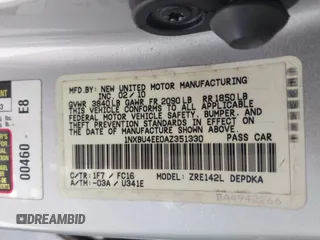 MFD.BY: NEW UNITED MOTOR MANUFACTURING
INC. 02/10
GVWR 3840LB GAWR FR 2090LB RR1850LB
THIS VEHICLE CONFORMS TO ALL APPLICABLE
FEDERAL MOTOR VEHICLE SAFETY, BUMPER, AND
THEFT PREVENTION STANDARDS IN EFFECT ON
THE DATE OF MANUFACTURE SHOWN ABOVE.
1NXBU4EE0AZ351330 PASS CAR
C/TR:1F7 / FC16 MODEL: ZRE142L DEPDKA
A/TM: -03A / U341E
00460 E8
DREAMBID